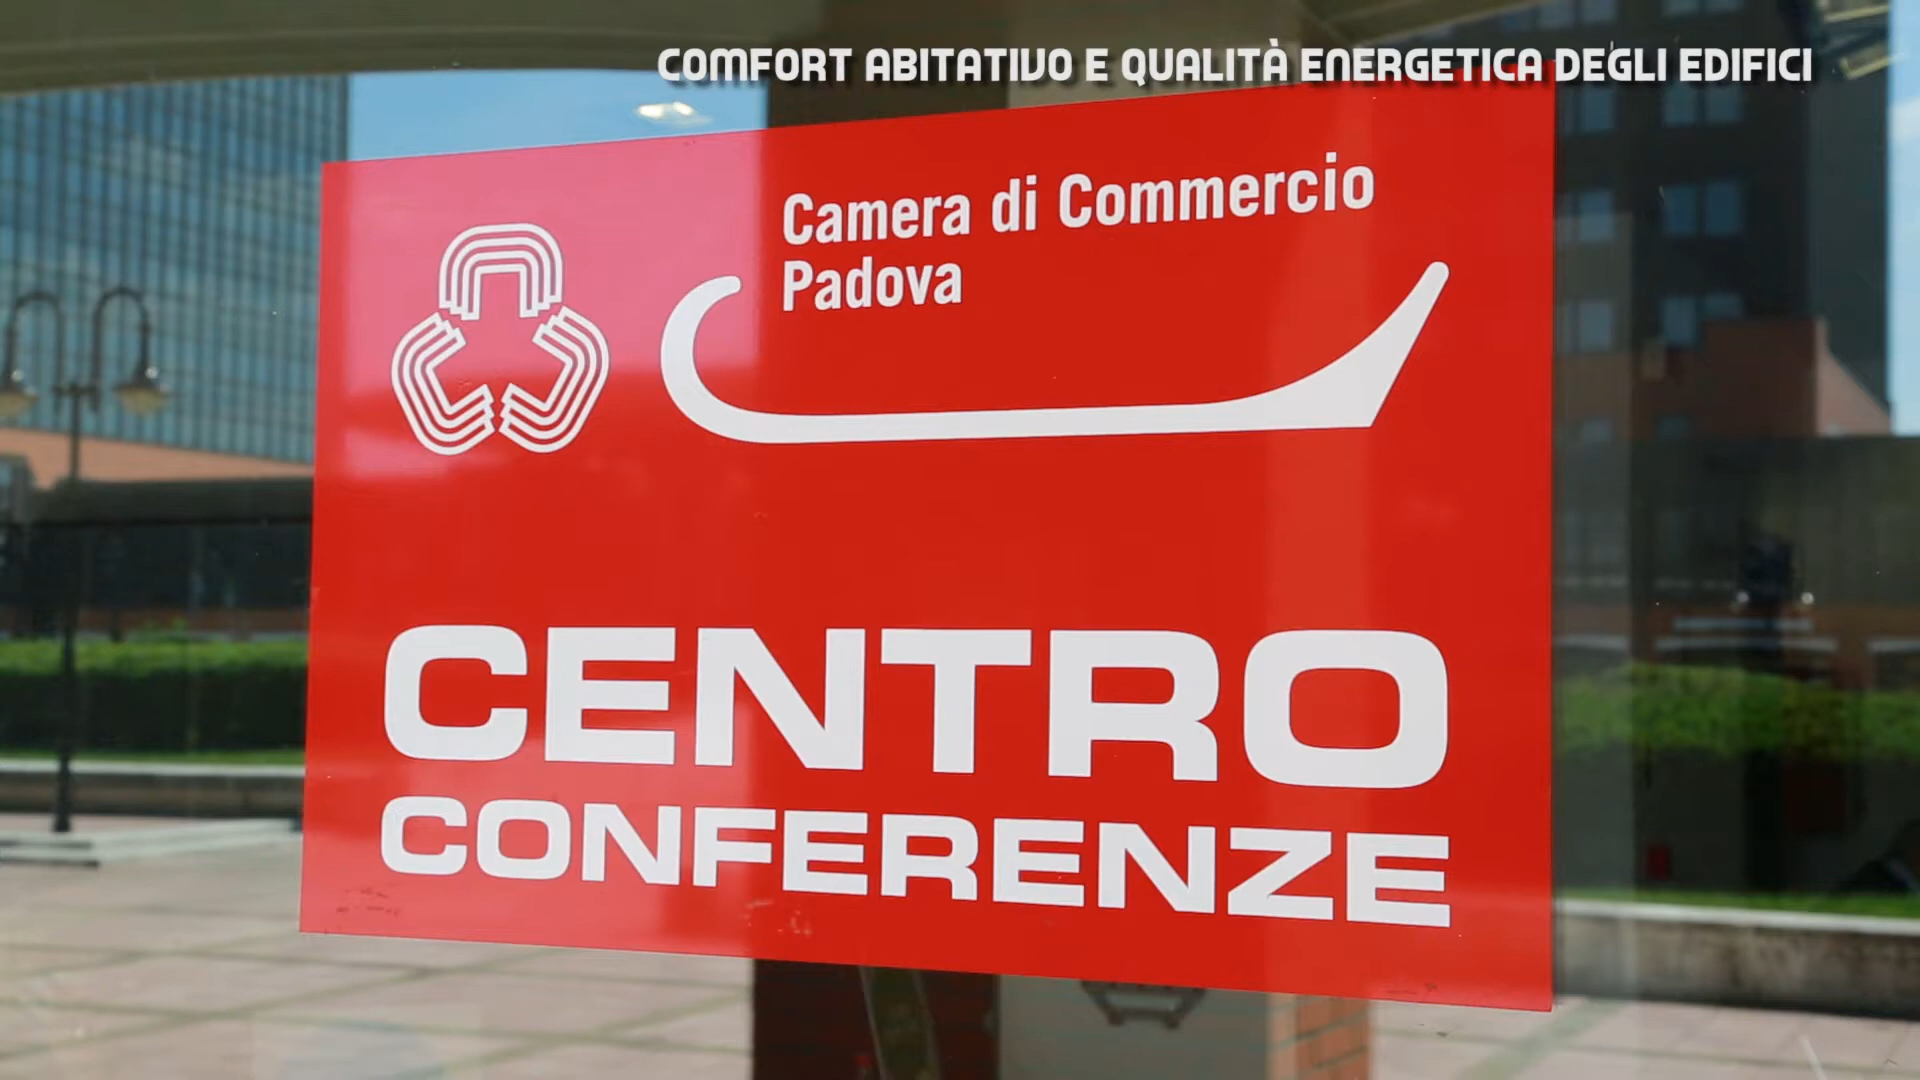 COMFORT ABITATIVO E QUALITÀ ENERGETICA DEGLI EDIFICI
Camera di Commercio
Padova
CENTRO
CONFERENZE